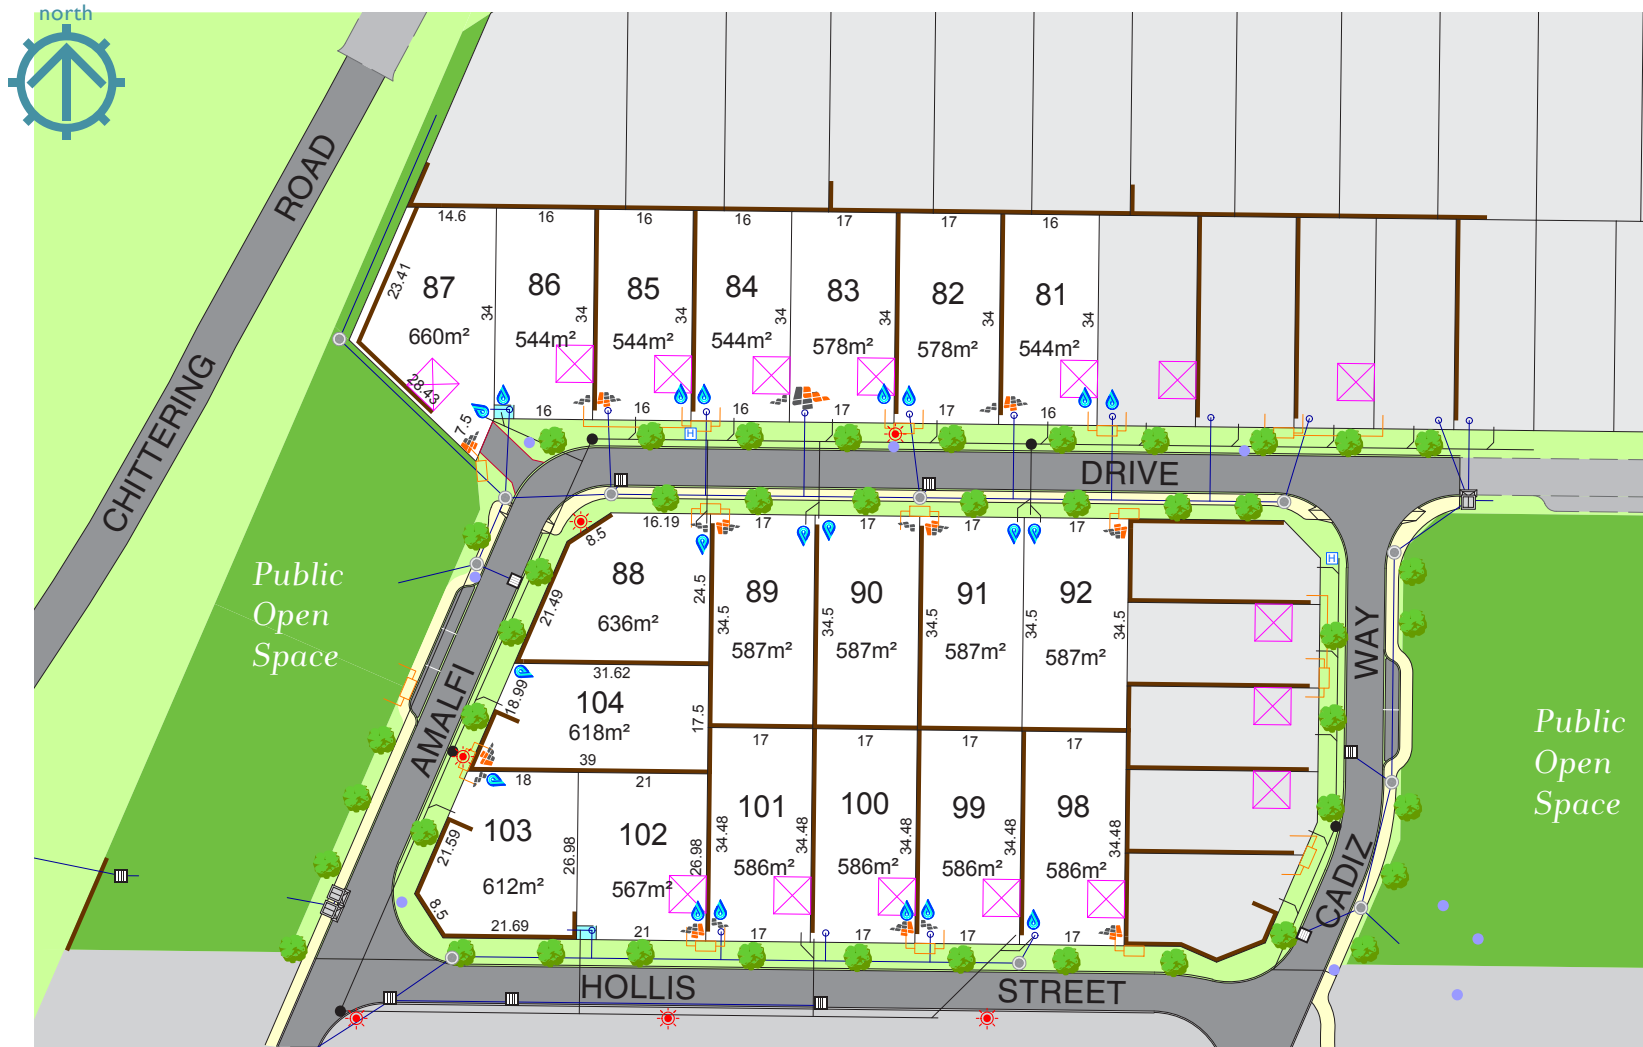 north
CHITTERING ROAD
14.6
16
16
16
17
17
16
87
86
85
84
83
82
81
23.41
34
34
34
34
34
34
34
660m²
544m²
544m²
544m²
578m²
578m²
544m²
28.43
7.5
16
16
16
17
17
16
H
DRIVE
16.19
17
17
17
17
8.5
H
88
89
90
91
92
21.49
24.5
34.5
34.5
34.5
34.5
34.5
636m²
587m²
587m²
587m²
587m²
Public
Open
Space
31.62
104
618m²
18.99
17.5
39
AMALFI
WAY
CADIZ
Public
Open
Space
18
21
17
17
17
17
103
102
101
100
99
98
21.59
26.98
26.98
34.48
34.48
34.48
34.48
34.48
612m²
567m²
586m²
586m²
586m²
586m²
8.5
21.69
21
17
17
17
17
HOLLIS STREET